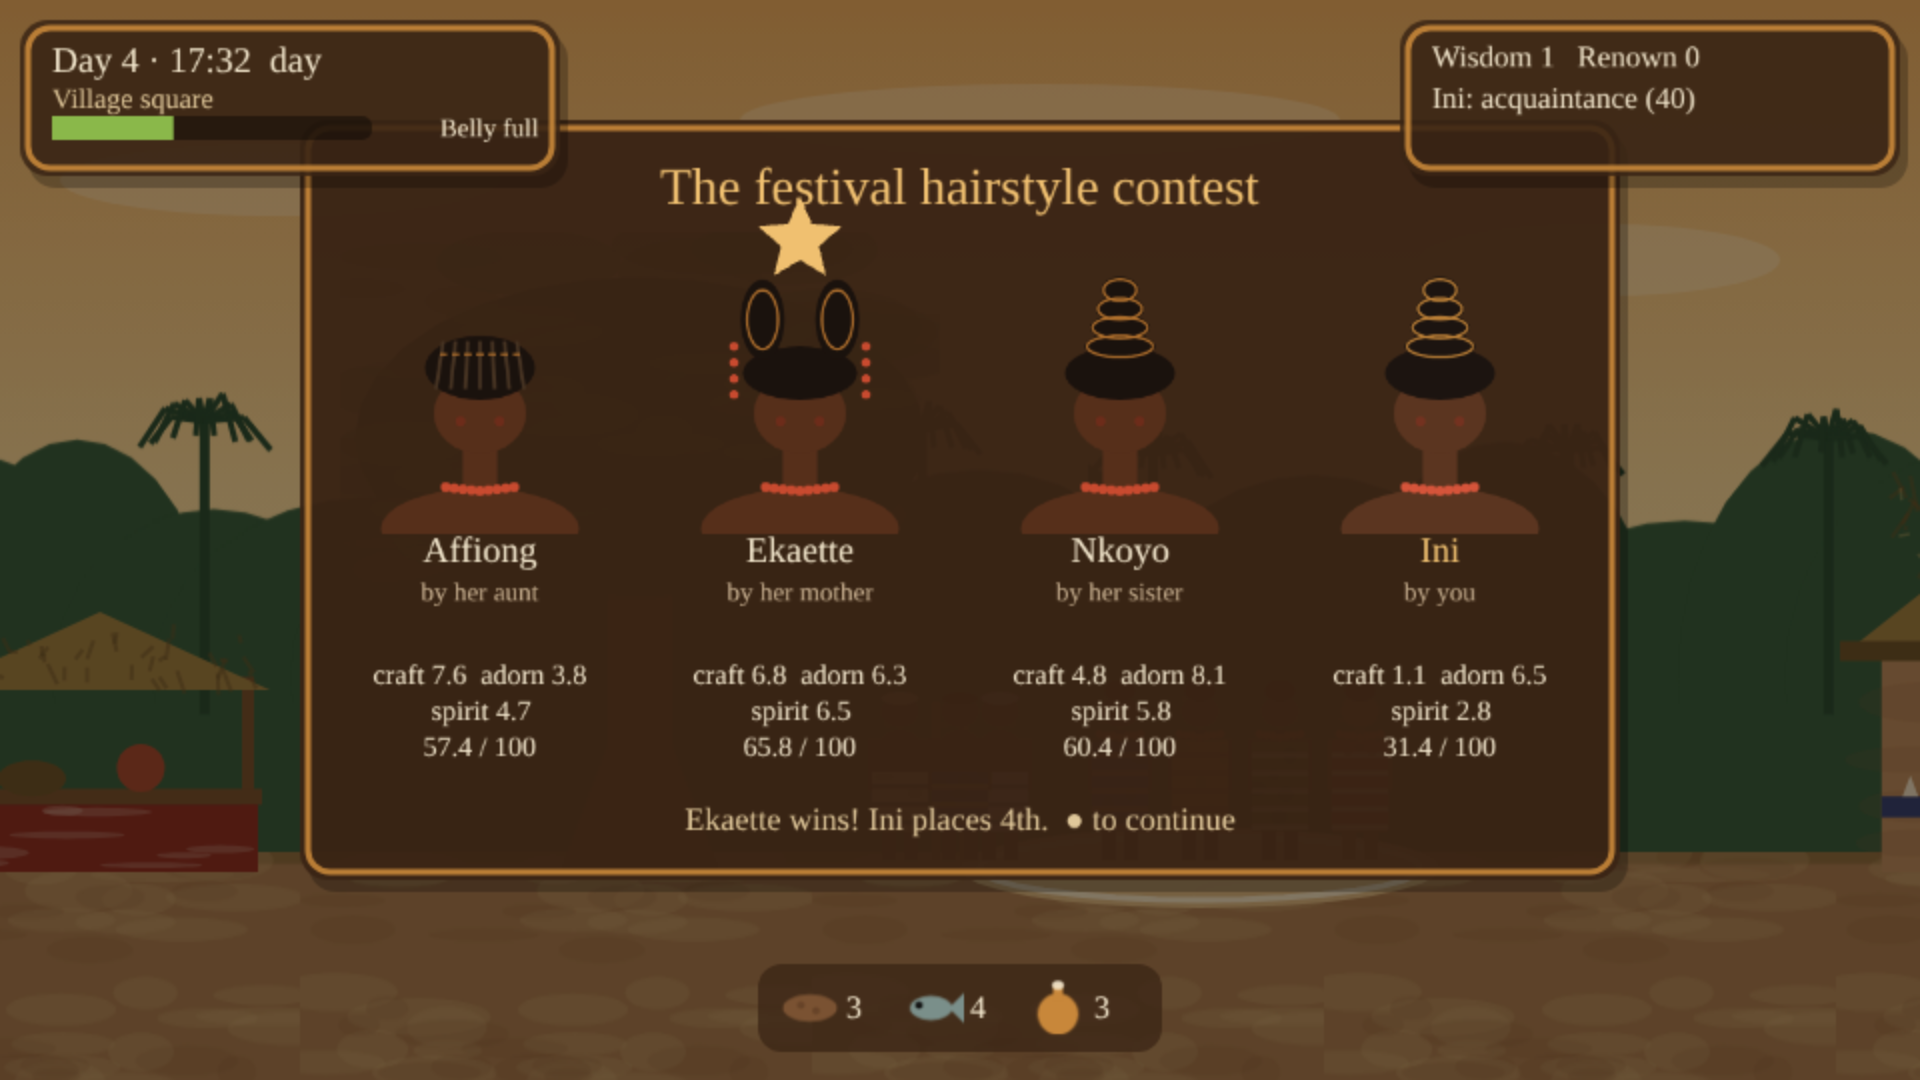 Day 4 · 17:32 day
Village square
Belly full
Wisdom 1 Renown 0
Ini: acquaintance (40)
The festival hairstyle contest
Affiong
by her aunt
craft 7.6 adorn 3.8
spirit 4.7
57.4 / 100
Ekaette
by her mother
craft 6.8 adorn 6.3
spirit 6.5
65.8 / 100
Nkoyo
by her sister
craft 4.8 adorn 8.1
spirit 5.8
60.4 / 100
Ini
by you
craft 1.1 adorn 6.5
spirit 2.8
31.4 / 100
Ekaette wins! Ini places 4th. ● to continue
3
4
3